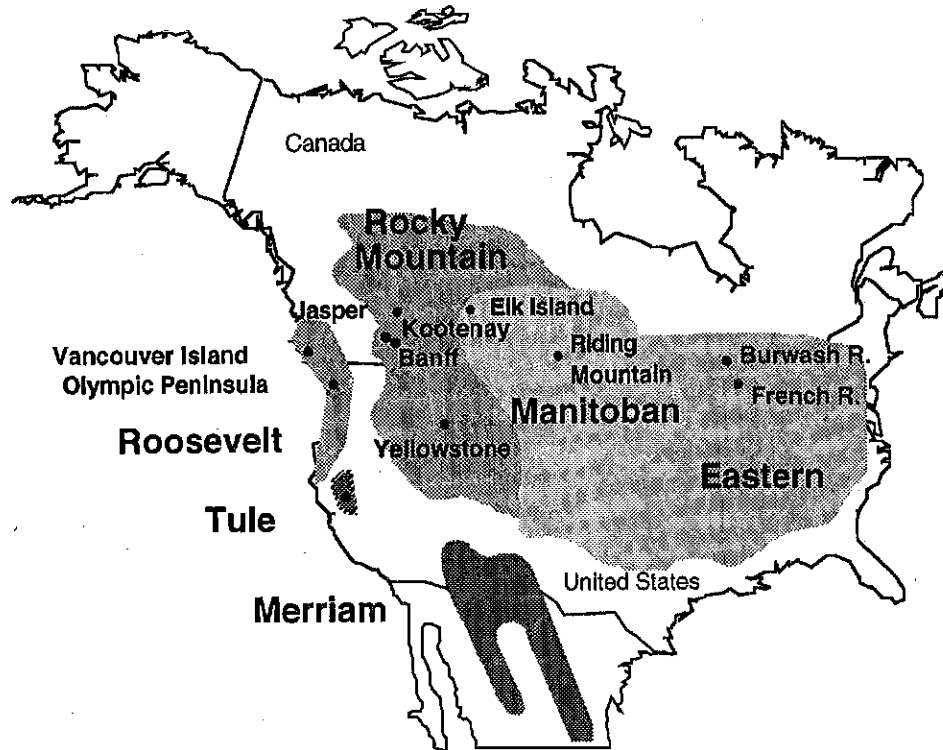 Canada
Rocky
Mountain
Jasper
Elk Island
Kootenay
Banff
Riding
Mountain
Burwash R.
French R.
Vancouver Island
Olympic Peninsula
Manitoban
Roosevelt
Yellowstone
Eastern
Tule
United States
Merriam